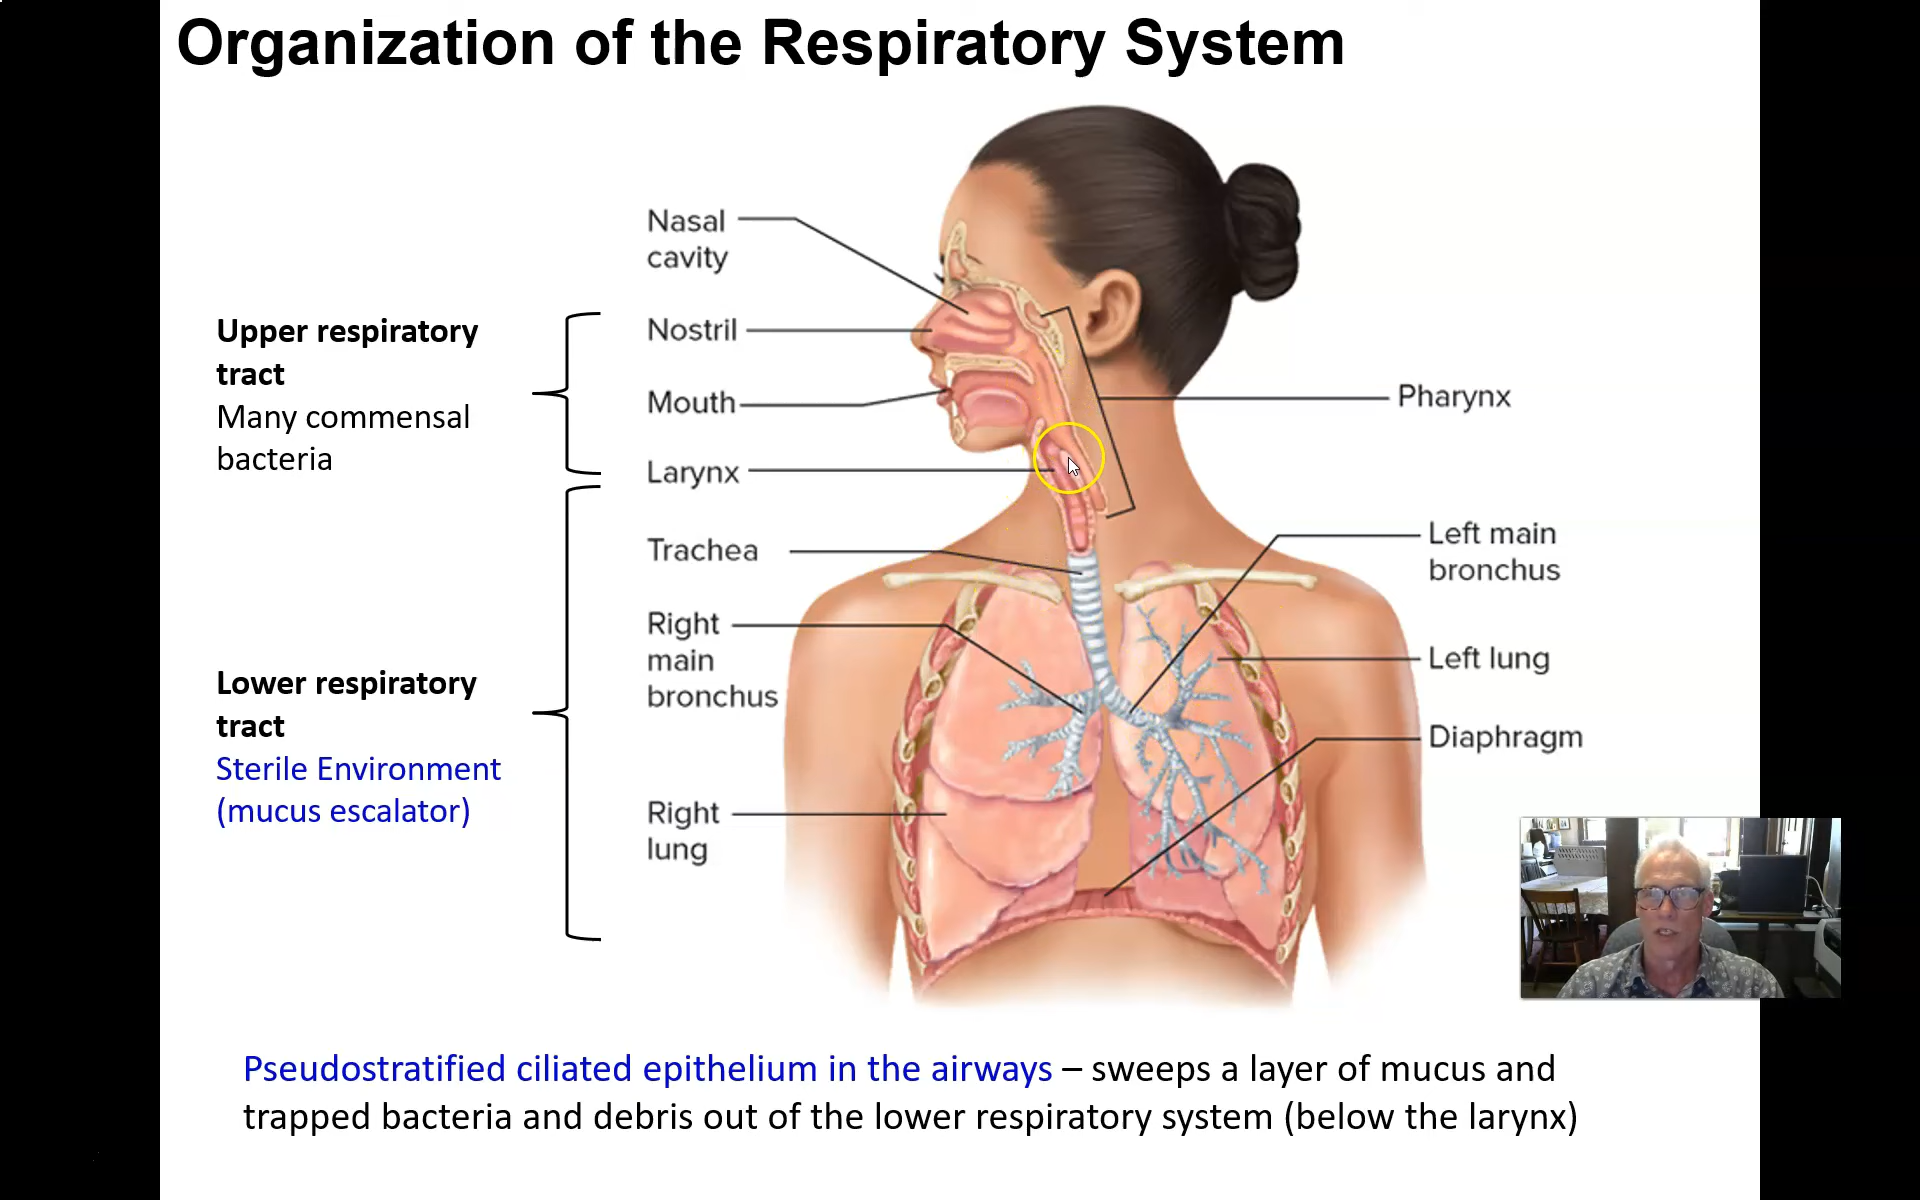 Organization of the Respiratory System
Nasal
cavity
Nostril
Mouth
Larynx
Trachea
Right
main
bronchus
Right
lung
Upper respiratory
tract
Many commensal
bacteria
Lower respiratory
tract
Sterile Environment
(mucus escalator)
Pharynx
Left main
bronchus
Left lung
Diaphragm
Pseudostratified ciliated epithelium in the airways – sweeps a layer of mucus and
trapped bacteria and debris out of the lower respiratory system (below the larynx)